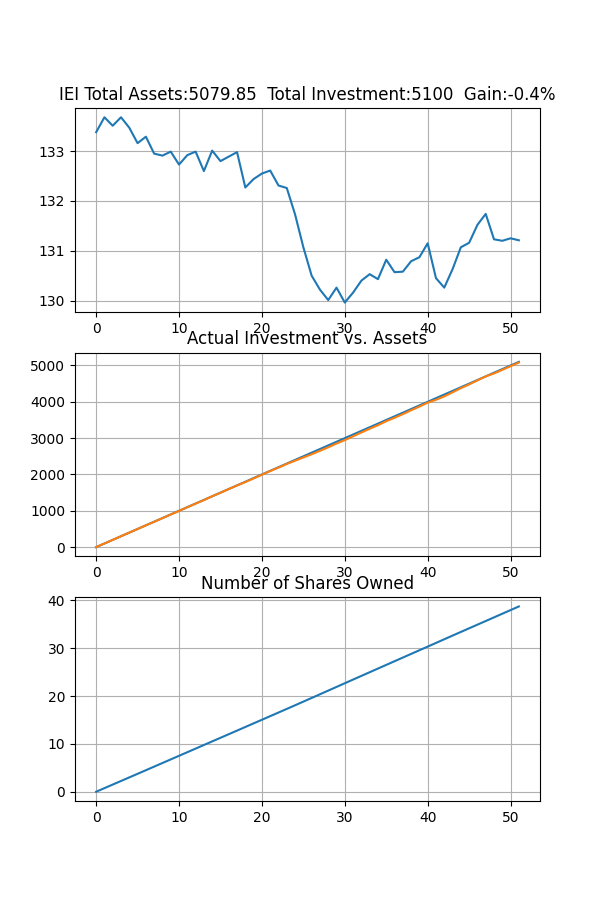 IEI Total Assets:5079.85  Total Investment:5100  Gain:-0.4%
133
132
131
130
0 10 20 30 40 50
Actual Investment vs. Assets
5000
4000
3000
2000
1000
0
0 10 20 30 40 50
Number of Shares Owned
40
30
20
10
0
0 10 20 30 40 50